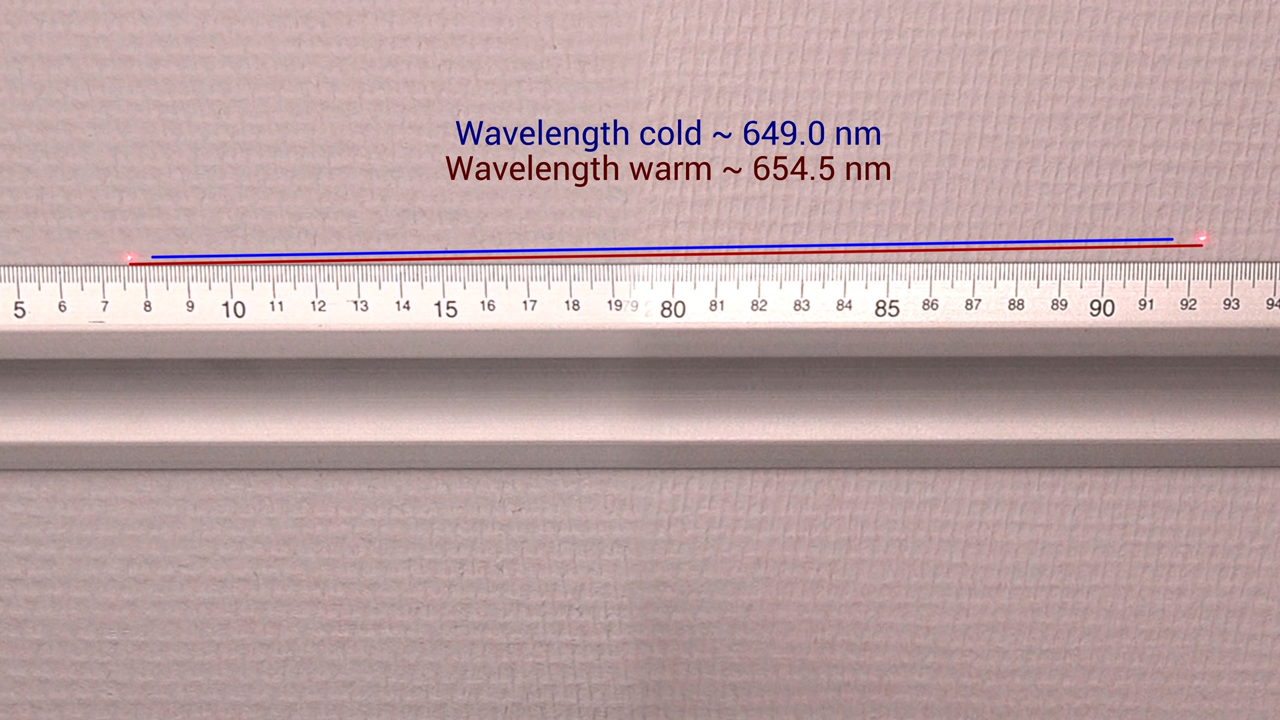 Wavelength cold ~ 649.0 nm
Wavelength warm ~ 654.5 nm
5 6 7 8 9 10 11 12 13 14 15 16 17 18 19 79 80 81 82 83 84 85 86 87 88 89 90 91 92 93 94